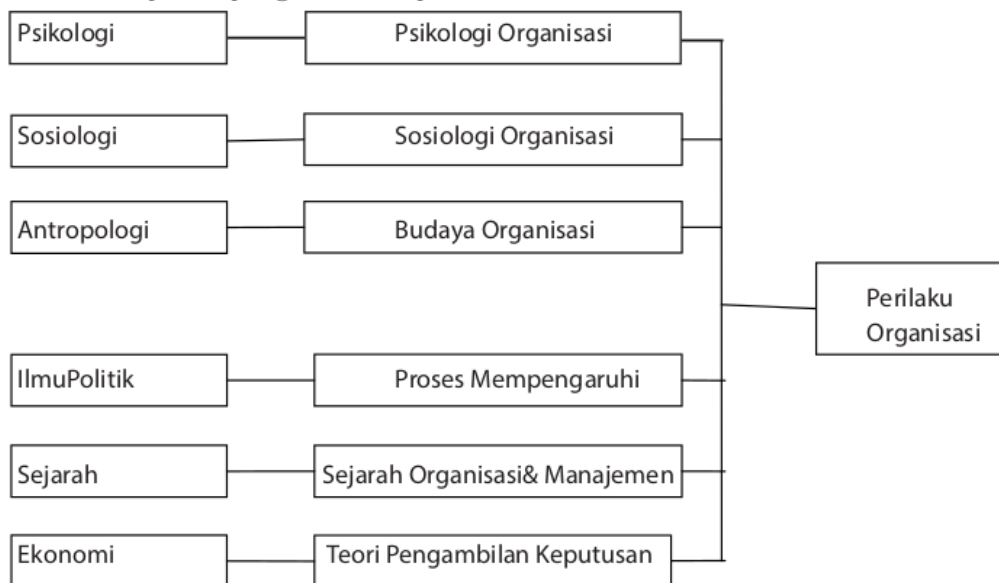 Psikologi
Psikologi Organisasi
Sosiologi
Sosiologi Organisasi
Antropologi
Budaya Organisasi
Perilaku
Organisasi
IlmuPolitik
Proses Mempengaruhi
Sejarah
Sejarah Organisasi& Manajemen
Ekonomi
Teori Pengambilan Keputusan